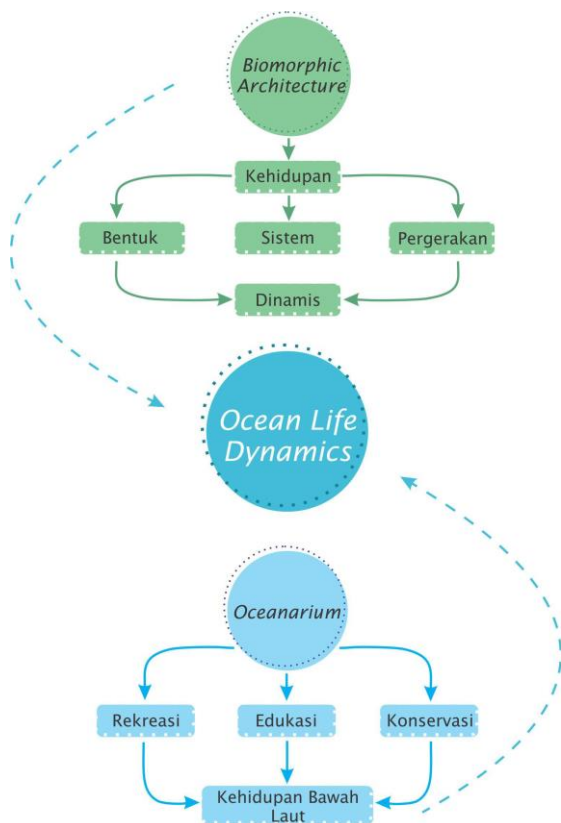 Biomorphic
Architecture
Kehidupan
Bentuk
Sistem
Pergerakan
Dinamis
Ocean Life
Dynamics
Oceanarium
Rekreasi
Edukasi
Konservasi
Kehidupan Bawah
Laut